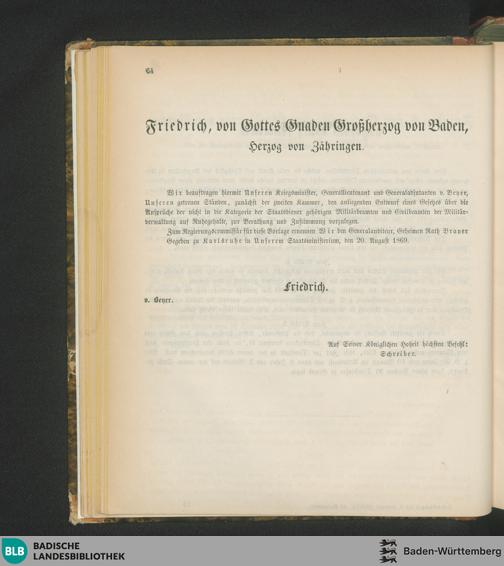 64
Friedrich, von Gottes Gnaden Großherzog von Baden,
Herzog von Zähringen.
Wir beauftragen hiermit Unseren Kriegsminister, Generallieutenant und Generaladjutanten v. Beyer,
Unseren getreuen Ständen, zunächst der zweiten Kammer, den anliegenden Entwurf eines Gesetzes über die
Ansprüche der nicht in die Kategorie der Staatsdiener gehörigen Militärbeamten und Civilbeamten der Militär-
verwaltung auf Ruhegehalte, zur Berathung und Zustimmung vorzulegen.
Zum Regierungskommissär für diese Vorlage ernennen Wir den Generalauditeur, Geheimen Rath Brauer
Gegeben zu Karlsruhe in Unserem Staatsministerium, den 20. August 1869.
Friedrich.
v. Beyer.
Auf Seiner Königlichen Hoheit höchsten Befehl:
Schreiber.
BLB BADISCHE
LANDESBIBLIOTHEK
Baden-Württemberg